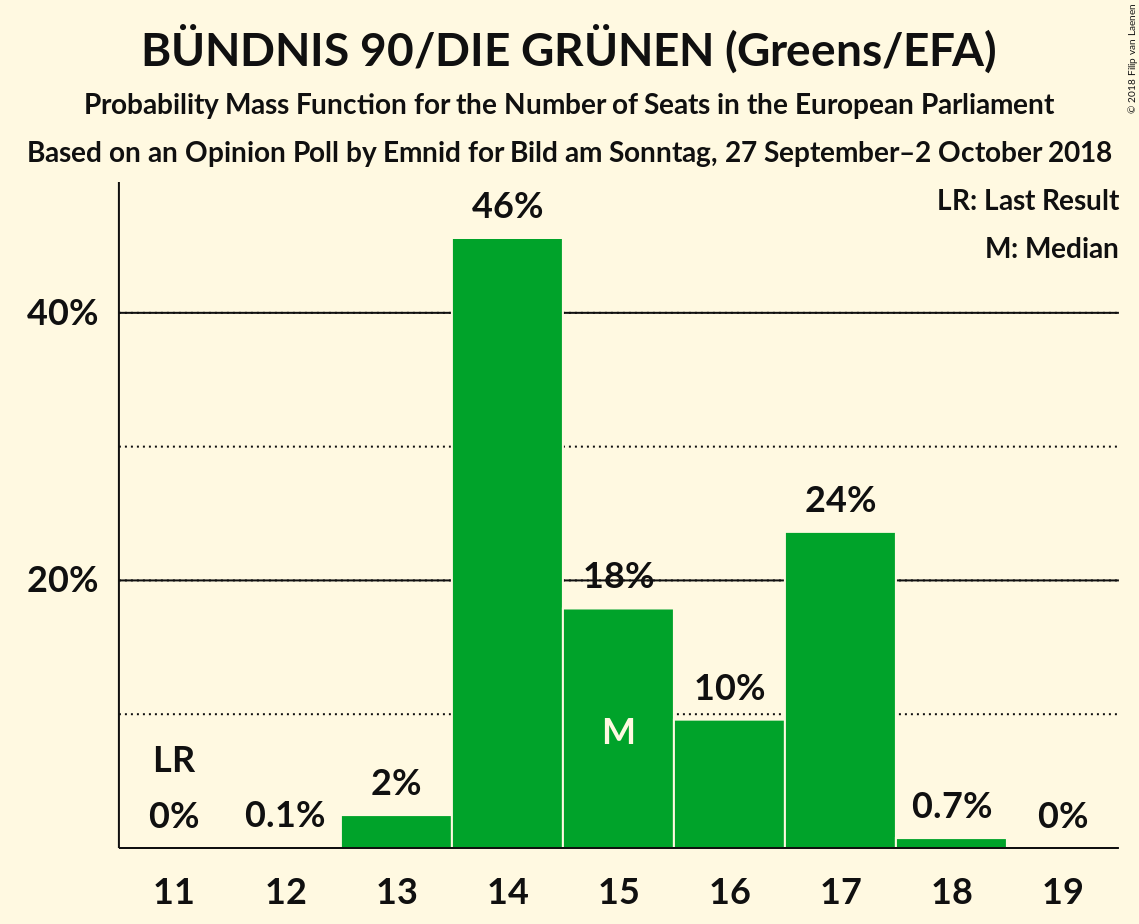 BÜNDNIS 90/DIE GRÜNEN (Greens/EFA)
Probability Mass Function for the Number of Seats in the European Parliament
Based on an Opinion Poll by Emnid for Bild am Sonntag, 27 September–2 October 2018
© 2018 Filip van Laenen
LR: Last Result
M: Median
46%
40%
24%
20%
18%
10%
M
LR
2%
0%
0.1%
0.7%
0%
11 12 13 14 15 16 17 18 19